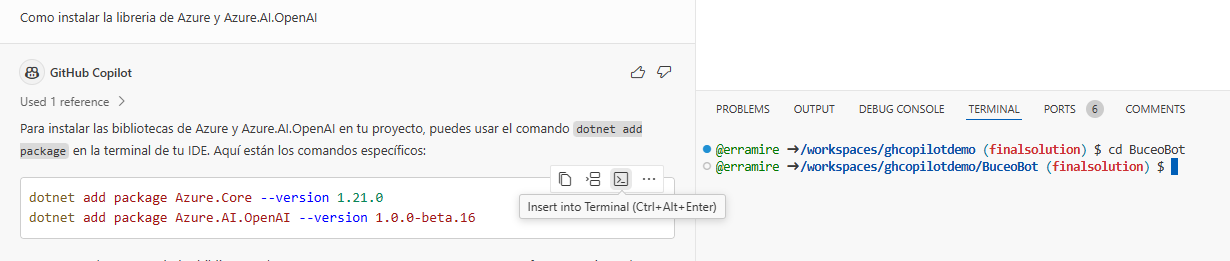 Como instalar la libreria de Azure y Azure.AI.OpenAI
GitHub Copilot
Used 1 reference
Para instalar las bibliotecas de Azure y Azure.AI.OpenAI en tu proyecto, puedes usar el comando dotnet add
package en la terminal de tu IDE. Aquí están los comandos específicos:
dotnet add package Azure.Core --version 1.21.0
dotnet add package Azure.AI.OpenAI --version 1.0.0-beta.16
Insert into Terminal (Ctrl+Alt+Enter)
PROBLEMS OUTPUT DEBUG CONSOLE TERMINAL PORTS 6 COMMENTS
@erramire ➜/workspaces/ghcopilotdemo (finalsolution) $ cd BuceoBot
@erramire ➜/workspaces/ghcopilotdemo/BuceoBot (finalsolution) $